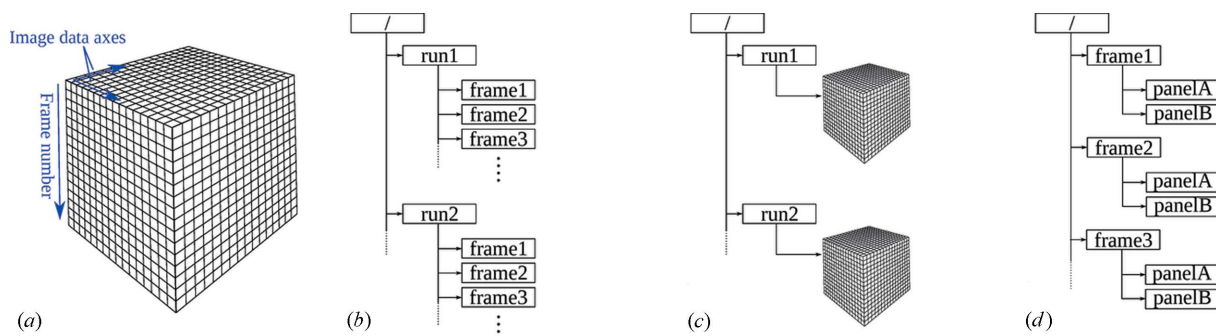 Image data axes
Frame number
(a)
/
run1
frame1
frame2
frame3
run2
frame1
frame2
frame3
(b)
/
run1
run2
(c)
/
frame1
panelA
panelB
frame2
panelA
panelB
frame3
panelA
panelB
(d)